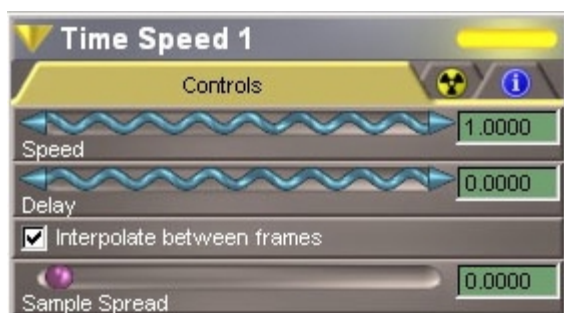 Time Speed 1
Controls
1.0000
Speed
0.0000
Delay
Interpolate between frames
0.0000
Sample Spread